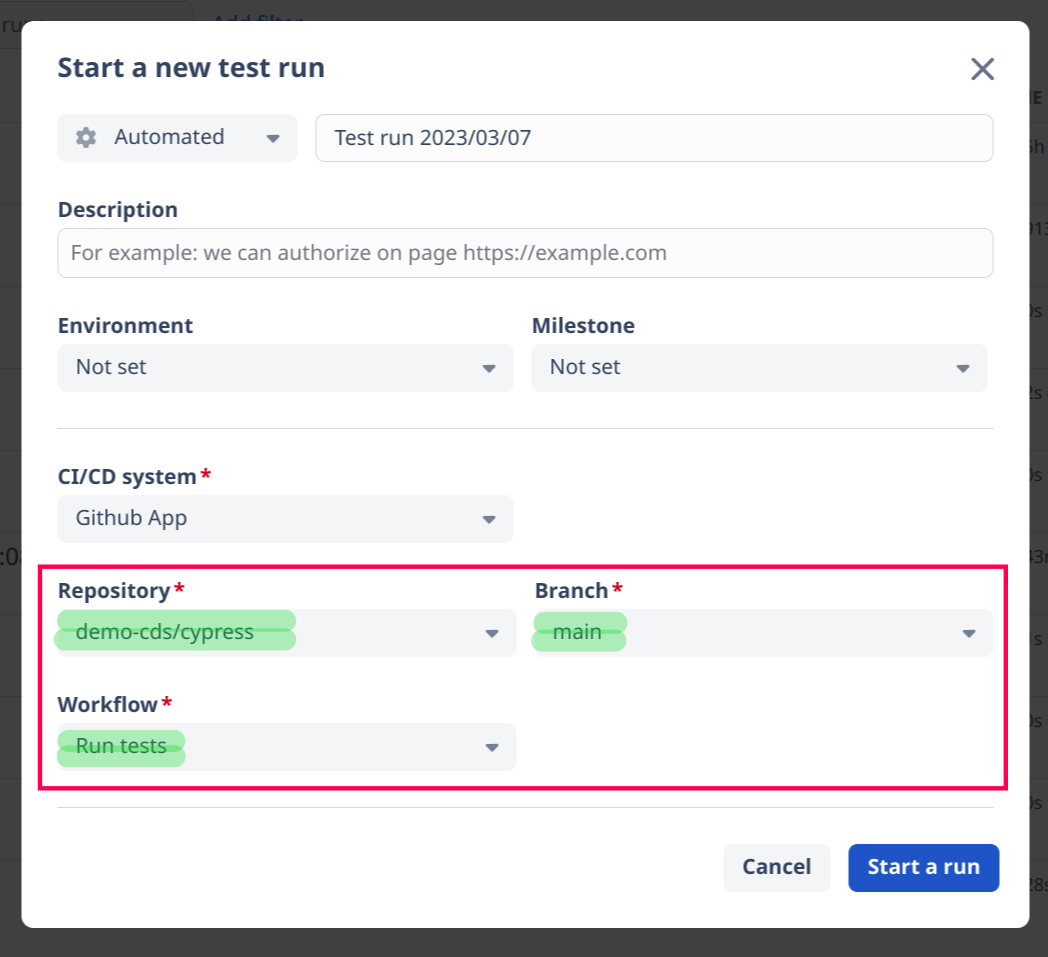 Add filter
Start a new test run
Automated
Test run 2023/03/07
Description
For example: we can authorize on page https://example.com
Environment
Milestone
Not set
Not set
CI/CD system*
Github App
Repository*
Branch*
demo-cds/cypress
main
Workflow*
Run tests
Cancel
Start a run